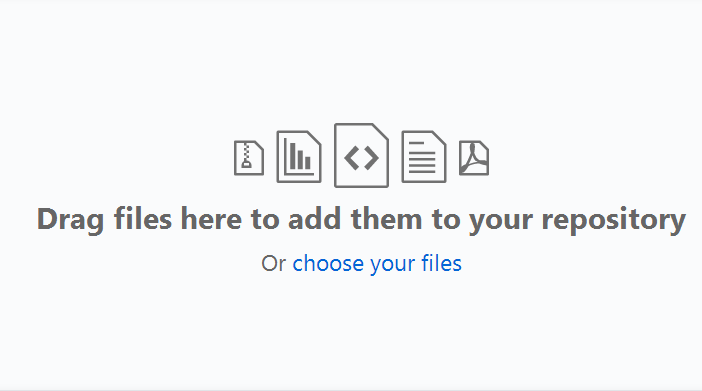 Drag files here to add them to your repository
Or choose your files